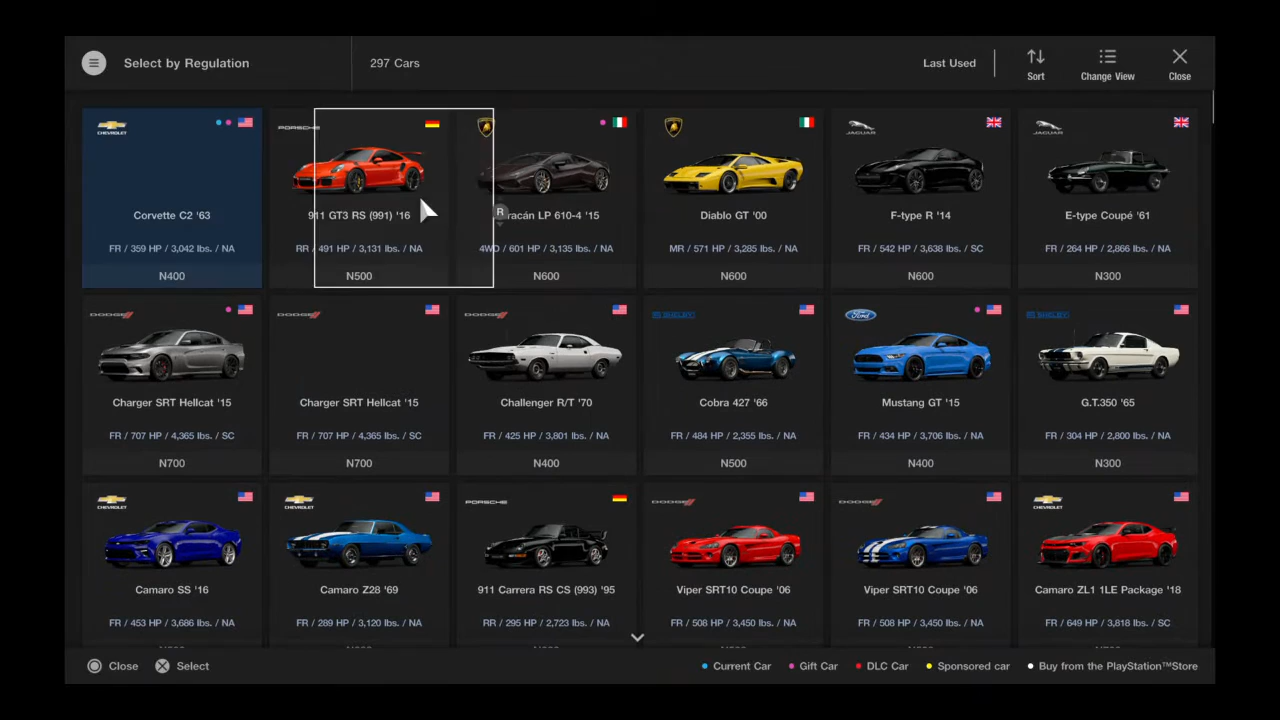 Select by Regulation
297 Cars
Last Used
Sort
Change View
Close
CHEVROLET
PORSCHE
JAGUAR
JAGUAR
Corvette C2 '63
911 GT3 RS (991) '16
R
racán LP 610-4 '15
Diablo GT '00
F-type R '14
E-type Coupé '61
FR / 359 HP / 3,042 lbs. / NA
RR / 491 HP / 3,131 lbs. / NA
4WD / 601 HP / 3,135 lbs. / NA
MR / 571 HP / 3,285 lbs. / NA
FR / 542 HP / 3,638 lbs. / SC
FR / 264 HP / 2,866 lbs. / NA
N400
N500
N600
N600
N600
N300
DODGE
DODGE
DODGE
SHELBY
Ford
SHELBY
Charger SRT Hellcat '15
Charger SRT Hellcat '15
Challenger R/T '70
Cobra 427 '66
Mustang GT '15
G.T.350 '65
FR / 707 HP / 4,365 lbs. / SC
FR / 707 HP / 4,365 lbs. / SC
FR / 425 HP / 3,801 lbs. / NA
FR / 484 HP / 2,355 lbs. / NA
FR / 434 HP / 3,706 lbs. / NA
FR / 304 HP / 2,800 lbs. / NA
N700
N700
N400
N500
N400
N300
CHEVROLET
CHEVROLET
PORSCHE
DODGE
DODGE
CHEVROLET
Camaro SS '16
Camaro Z28 '69
911 Carrera RS CS (993) '95
Viper SRT10 Coupe '06
Viper SRT10 Coupe '06
Camaro ZL1 1LE Package '18
FR / 453 HP / 3,686 lbs. / NA
FR / 289 HP / 3,120 lbs. / NA
RR / 295 HP / 2,723 lbs. / NA
FR / 508 HP / 3,450 lbs. / NA
FR / 508 HP / 3,450 lbs. / NA
FR / 649 HP / 3,818 lbs. / SC
Close
Select
Current Car
Gift Car
DLC Car
Sponsored car
Buy from the PlayStation™Store